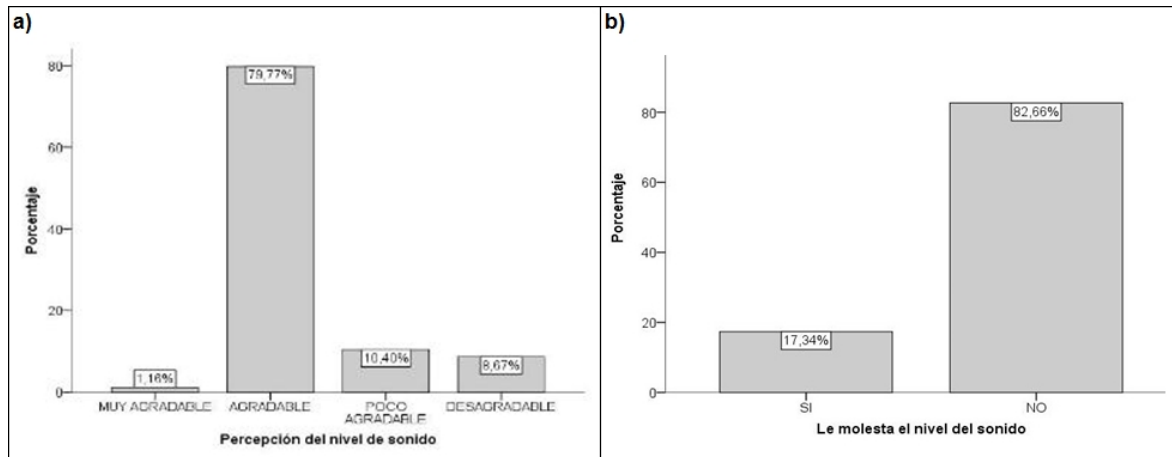 a)
80
79,77%
60
Porcentaje
40
20
10,40%
8,67%
1,16%
0
MUY AGRADABLE
AGRADABLE
POCO
AGRADABLE
DESAGRADABLE
Percepción del nivel de sonido
b)
82,66%
80
60
Porcentaje
40
20
17,34%
0
SI
NO
Le molesta el nivel del sonido